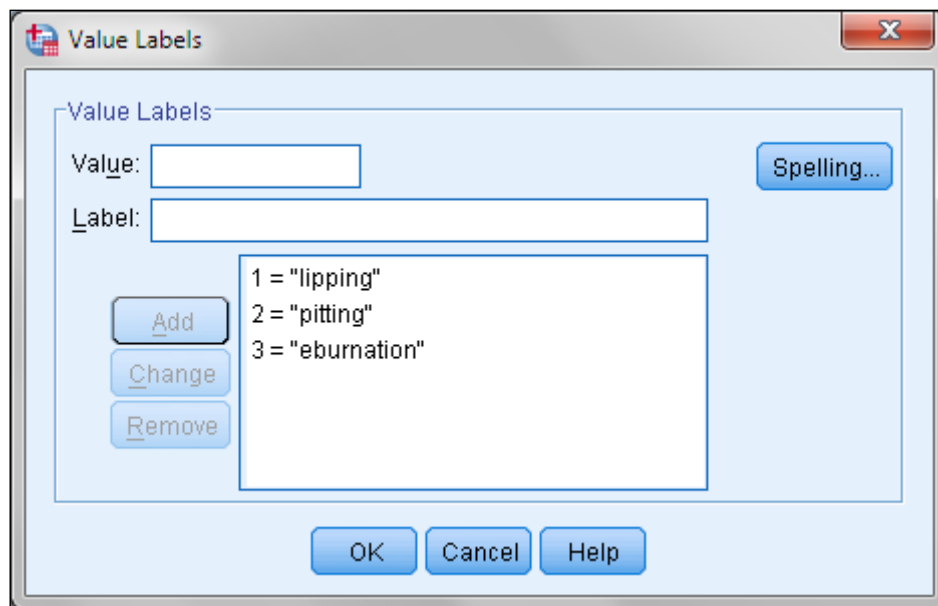 Value Labels
Value Labels
Value:
Spelling...
Label:
1 = "lipping"
2 = "pitting"
3 = "eburnation"
Add
Change
Remove
OK Cancel Help